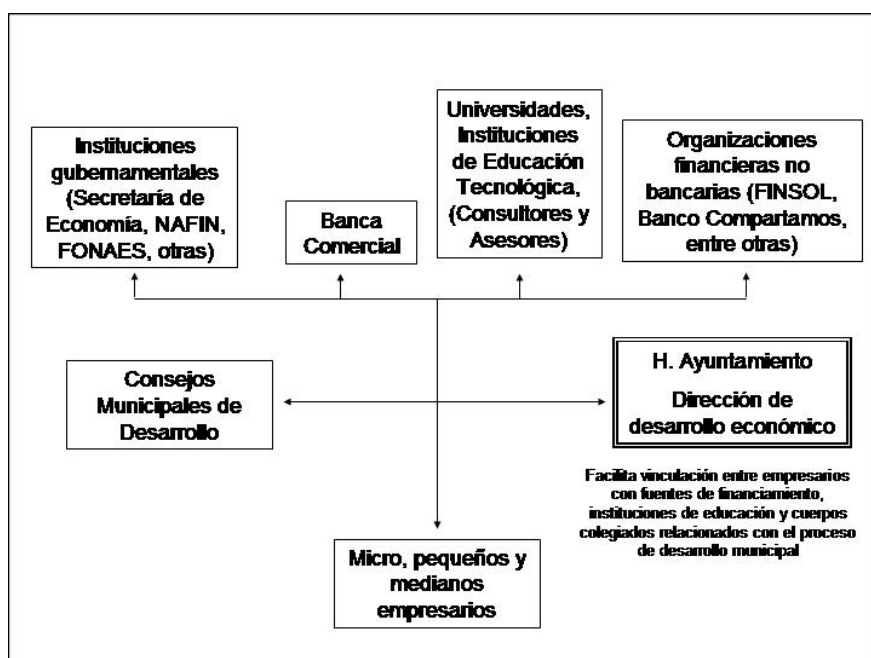 Instituciones
gubernamentales
(Secretaría de
Economía, NAFIN,
FONAES, otras)
Banca
Comercial
Universidades,
Instituciones
de Educación
Tecnológica,
(Consultores y
Asesores)
Organizaciones
financieras no
bancarias (FINSOL,
Banco Compartamos,
entre otras)
Consejos
Municipales de
Desarrollo
H. Ayuntamiento
Dirección de
desarrollo económico
Facilita vinculación entre empresarios
con fuentes de financiamiento,
instituciones de educación y cuerpos
colegiados relacionados con el proceso
de desarrollo municipal
Micro, pequeños y
medianos
empresarios